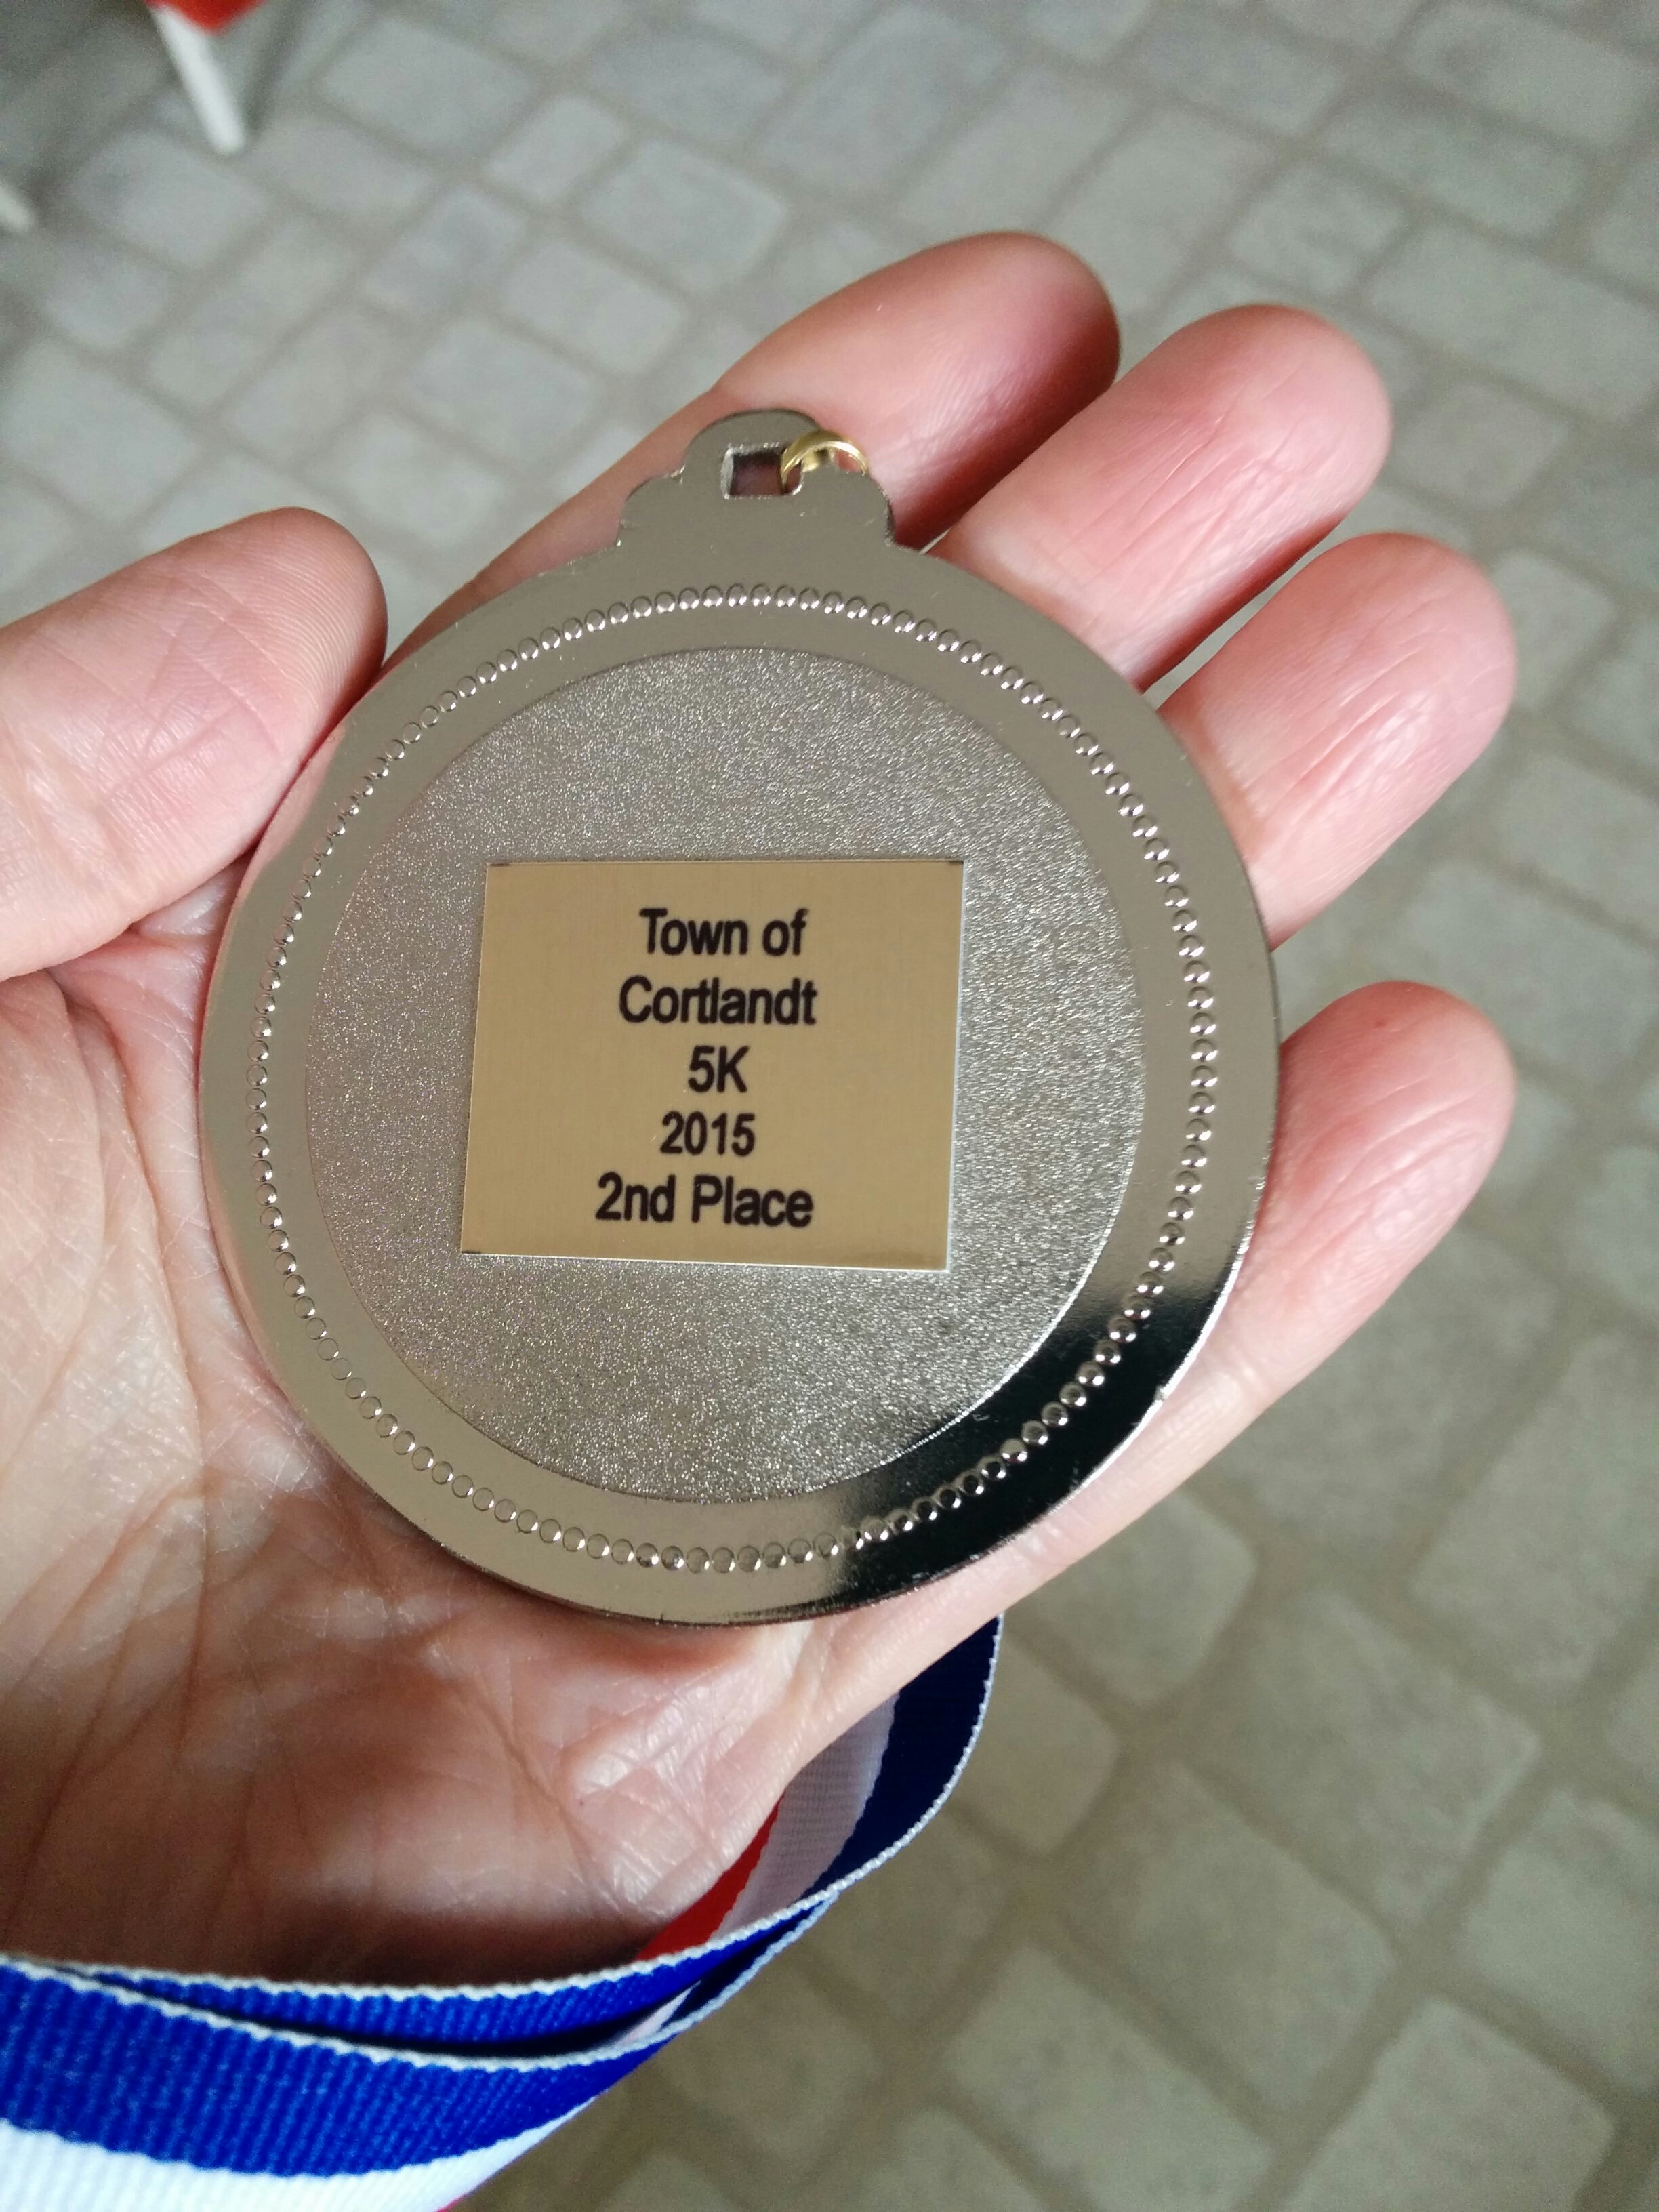 Town of
Cortlandt
5K
2015
2nd Place